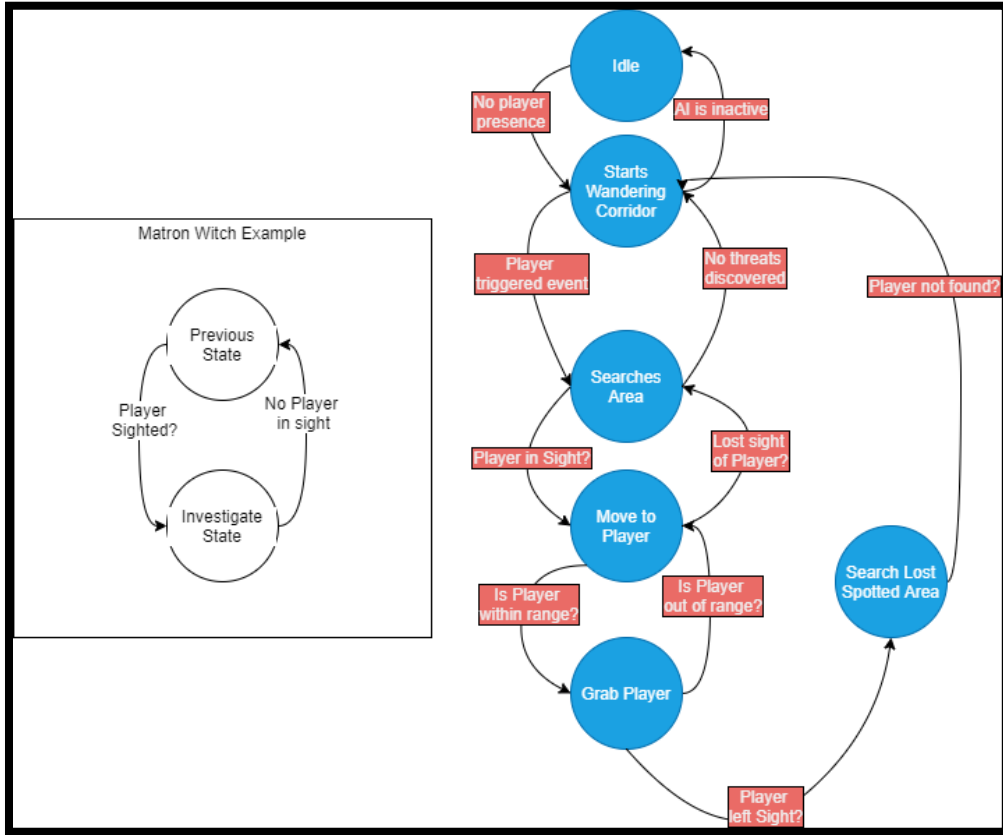 Matron Witch Example
Previous
State
Player
Sighted?
No Player
in sight
Investigate
State
Idle
No player
presence
AI is inactive
Starts
Wandering
Corridor
Player
triggered event
No threats
discovered
Player not found?
Searches
Area
Player in Sight?
Lost sight
of Player?
Move to
Player
Search Lost
Spotted Area
Is Player
within range?
Is Player
out of range?
Grab Player
Player
left Sight?